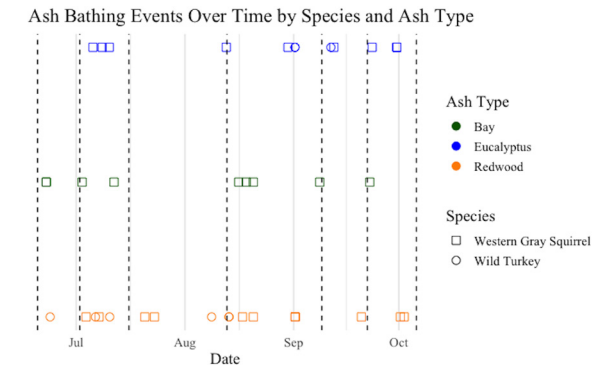 Ash Bathing Events Over Time by Species and Ash Type
Ash Type
Bay
Eucalyptus
Redwood
Species
Western Gray Squirrel
Wild Turkey
Jul Aug Sep Oct
Date